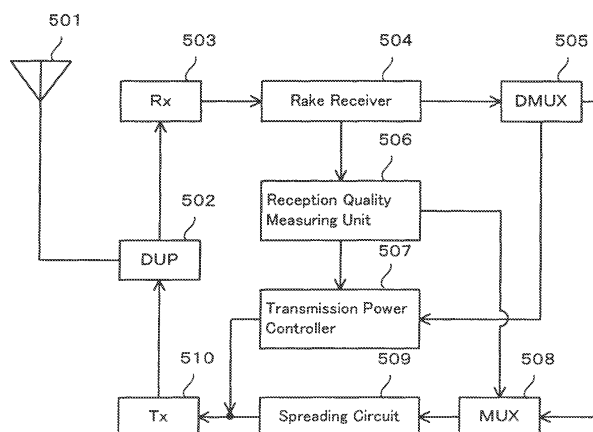 501
503
504
505
Rx
Rake Receiver
DMUX
506
Reception Quality
Measuring Unit
502
DUP
507
Transmission Power
Controller
510
509
508
Tx
Spreading Circuit
MUX